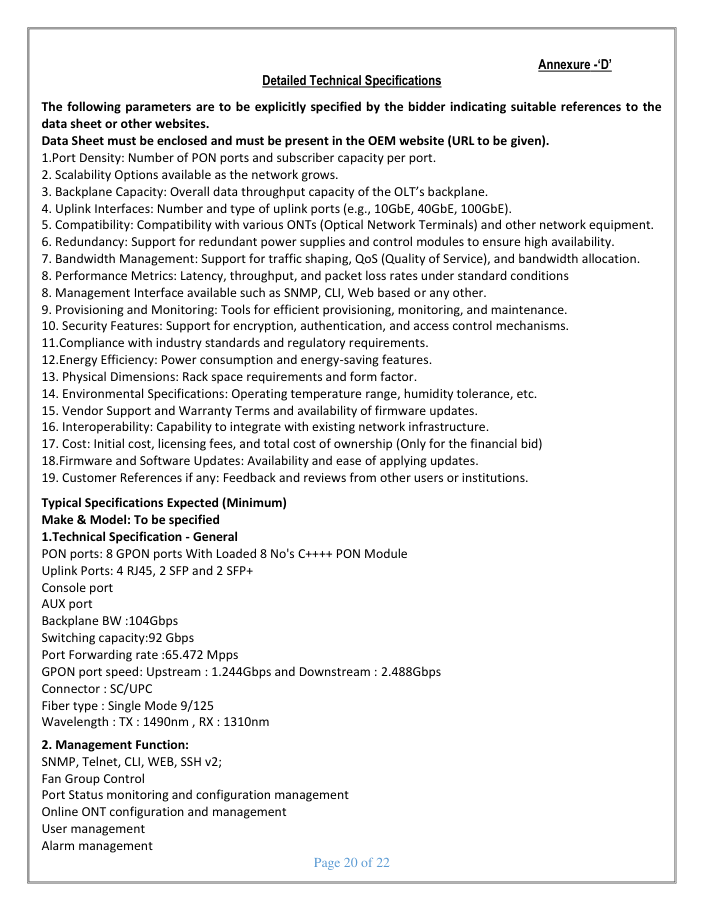 Annexure -‘D’
Detailed Technical Specifications
The following parameters are to be explicitly specified by the bidder indicating suitable references to the
data sheet or other websites.
Data Sheet must be enclosed and must be present in the OEM website (URL to be given).
1.Port Density: Number of PON ports and subscriber capacity per port.
2. Scalability Options available as the network grows.
3. Backplane Capacity: Overall data throughput capacity of the OLT’s backplane.
4. Uplink Interfaces: Number and type of uplink ports (e.g., 10GbE, 40GbE, 100GbE).
5. Compatibility: Compatibility with various ONTs (Optical Network Terminals) and other network equipment.
6. Redundancy: Support for redundant power supplies and control modules to ensure high availability.
7. Bandwidth Management: Support for traffic shaping, QoS (Quality of Service), and bandwidth allocation.
8. Performance Metrics: Latency, throughput, and packet loss rates under standard conditions
8. Management Interface available such as SNMP, CLI, Web based or any other.
9. Provisioning and Monitoring: Tools for efficient provisioning, monitoring, and maintenance.
10. Security Features: Support for encryption, authentication, and access control mechanisms.
11.Compliance with industry standards and regulatory requirements.
12.Energy Efficiency: Power consumption and energy-saving features.
13. Physical Dimensions: Rack space requirements and form factor.
14. Environmental Specifications: Operating temperature range, humidity tolerance, etc.
15. Vendor Support and Warranty Terms and availability of firmware updates.
16. Interoperability: Capability to integrate with existing network infrastructure.
17. Cost: Initial cost, licensing fees, and total cost of ownership (Only for the financial bid)
18.Firmware and Software Updates: Availability and ease of applying updates.
19. Customer References if any: Feedback and reviews from other users or institutions.
Typical Specifications Expected (Minimum)
Make & Model: To be specified
1.Technical Specification - General
PON ports: 8 GPON ports With Loaded 8 No's C++++ PON Module
Uplink Ports: 4 RJ45, 2 SFP and 2 SFP+
Console port
AUX port
Backplane BW :104Gbps
Switching capacity:92 Gbps
Port Forwarding rate :65.472 Mpps
GPON port speed: Upstream : 1.244Gbps and Downstream : 2.488Gbps
Connector : SC/UPC
Fiber type : Single Mode 9/125
Wavelength : TX : 1490nm , RX : 1310nm
2. Management Function:
SNMP, Telnet, CLI, WEB, SSH v2;
Fan Group Control
Port Status monitoring and configuration management
Online ONT configuration and management
User management
Alarm management
Page 20 of 22